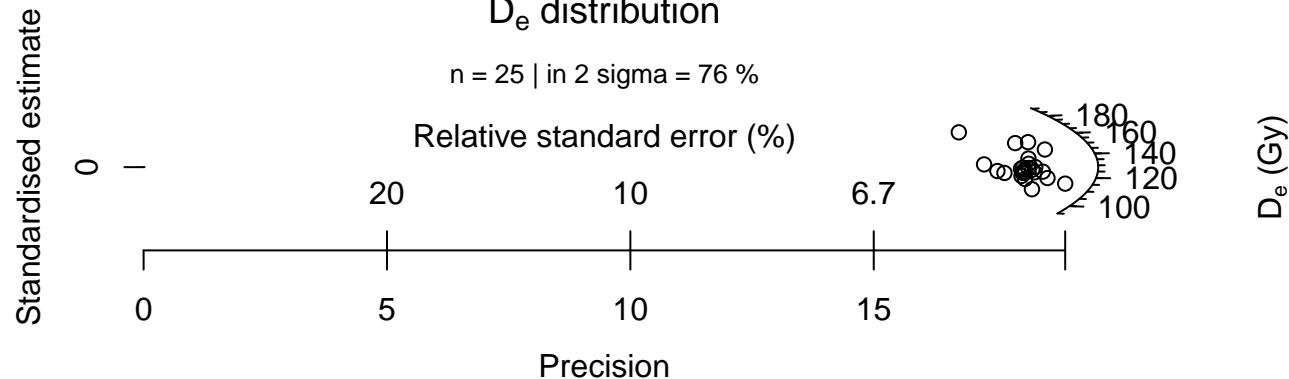 De distribution
n = 25 | in 2 sigma = 76 %
Relative standard error (%)
20 10 6.7
0 5 10 15
Precision
Standardised estimate
0
180
160
140
120
100
De (Gy)